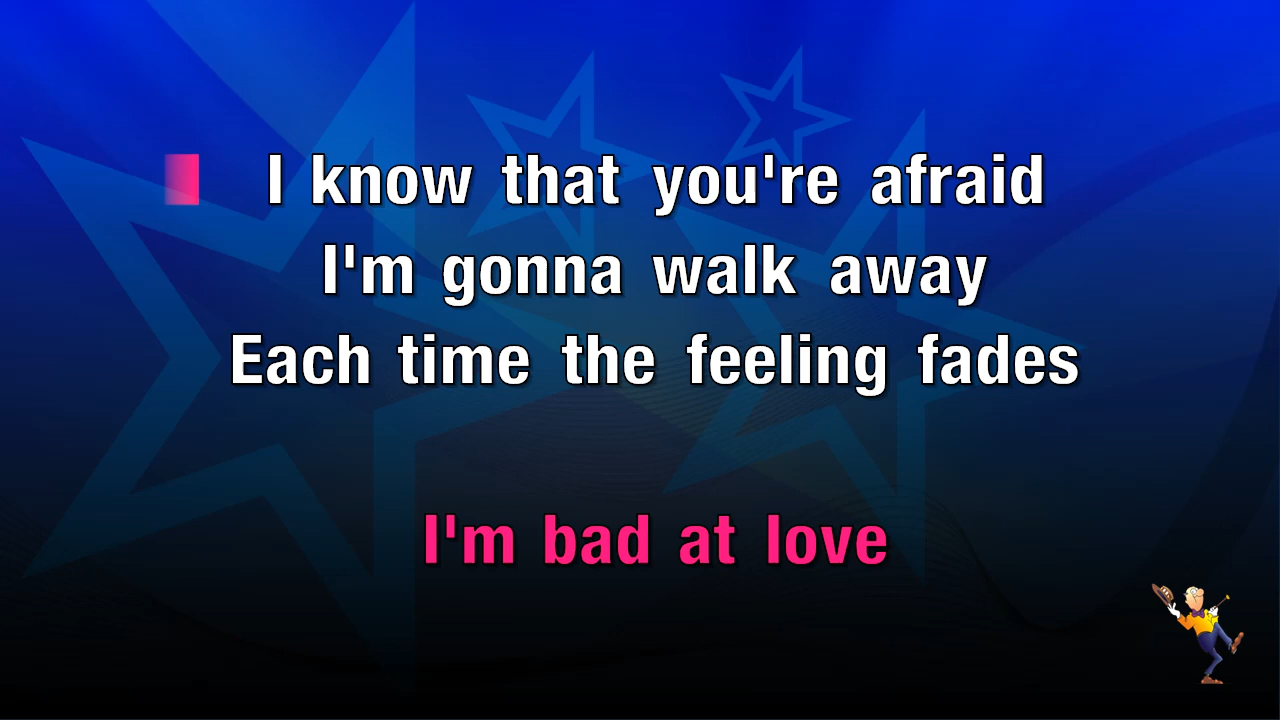 I know that you're afraid
I'm gonna walk away
Each time the feeling fades
I'm bad at love